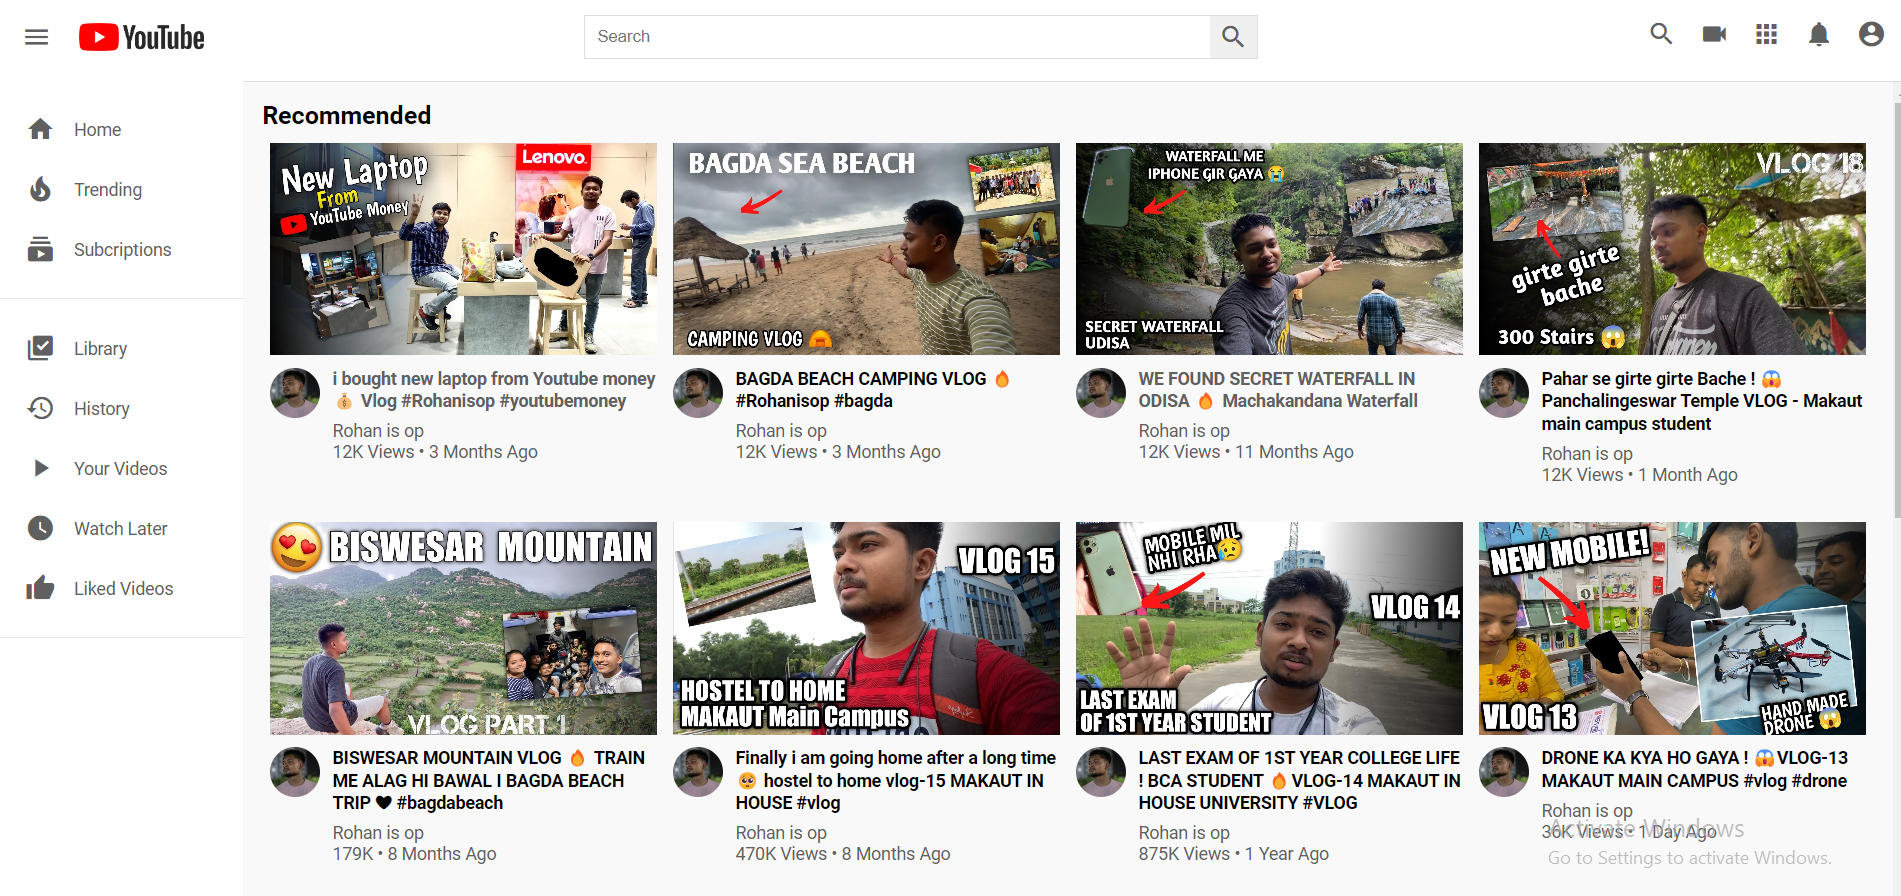 YouTube
Search
Home
Trending
Subcriptions
Library
History
Your Videos
Watch Later
Liked Videos
Recommended
New Laptop
From
YouTube Money
Lenovo.
i bought new laptop from Youtube money
💰 Vlog #Rohanisop #youtubemoney
Rohan is op
12K Views • 3 Months Ago
BAGDA SEA BEACH
CAMPING VLOG
BAGDA BEACH CAMPING VLOG 🔥
#Rohanisop #bagda
Rohan is op
12K Views • 3 Months Ago
WATERFALL ME
IPHONE GIR GAYA 😭
SECRET WATERFALL
UDISA
WE FOUND SECRET WATERFALL IN
ODISA 🔥 Machakandana Waterfall
Rohan is op
12K Views • 11 Months Ago
VLOG 18
girte girte
bache
300 Stairs 😱
Pahar se girte girte Bache ! 😱
Panchalingeswar Temple VLOG - Makaut
main campus student
Rohan is op
12K Views • 1 Month Ago
😍 BISWESAR MOUNTAIN
VLOG PART 1
BISWESAR MOUNTAIN VLOG 🔥 TRAIN
ME ALAG HI BAWAL I BAGDA BEACH
TRIP ♥ #bagdabeach
Rohan is op
179K • 8 Months Ago
VLOG 15
HOSTEL TO HOME
MAKAUT Main Campus
Finally i am going home after a long time
🥺 hostel to home vlog-15 MAKAUT IN
HOUSE #vlog
Rohan is op
470K Views • 8 Months Ago
MOBILE MIL
NHI RHA 😥
VLOG 14
LAST EXAM
OF 1ST YEAR STUDENT
LAST EXAM OF 1ST YEAR COLLEGE LIFE
! BCA STUDENT 🔥 VLOG-14 MAKAUT IN
HOUSE UNIVERSITY #VLOG
Rohan is op
875K Views • 1 Year Ago
NEW MOBILE!
VLOG 13
HAND MADE
DRONE 😱
DRONE KA KYA HO GAYA ! 😱VLOG-13
MAKAUT MAIN CAMPUS #vlog #drone
Rohan is op
36K Views • 1 Day Ago
Activate Windows
Go to Settings to activate Windows.